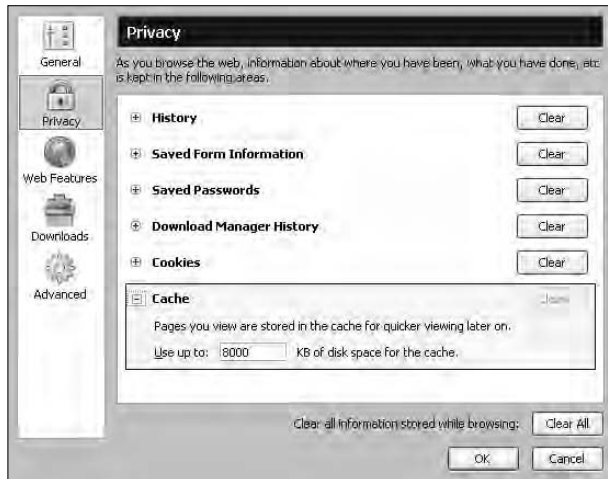 General
Privacy
Web Features
Downloads
Advanced
Privacy
As you browse the web, information about where you have been, what you have done, etc
is kept in the following areas.
History Clear
Saved Form Information Clear
Saved Passwords Clear
Download Manager History Clear
Cookies Clear
Cache Clear
Pages you view are stored in the cache for quicker viewing later on.
Use up to: 8000 KB of disk space for the cache.
Clear all information stored while browsing: Clear All
OK Cancel